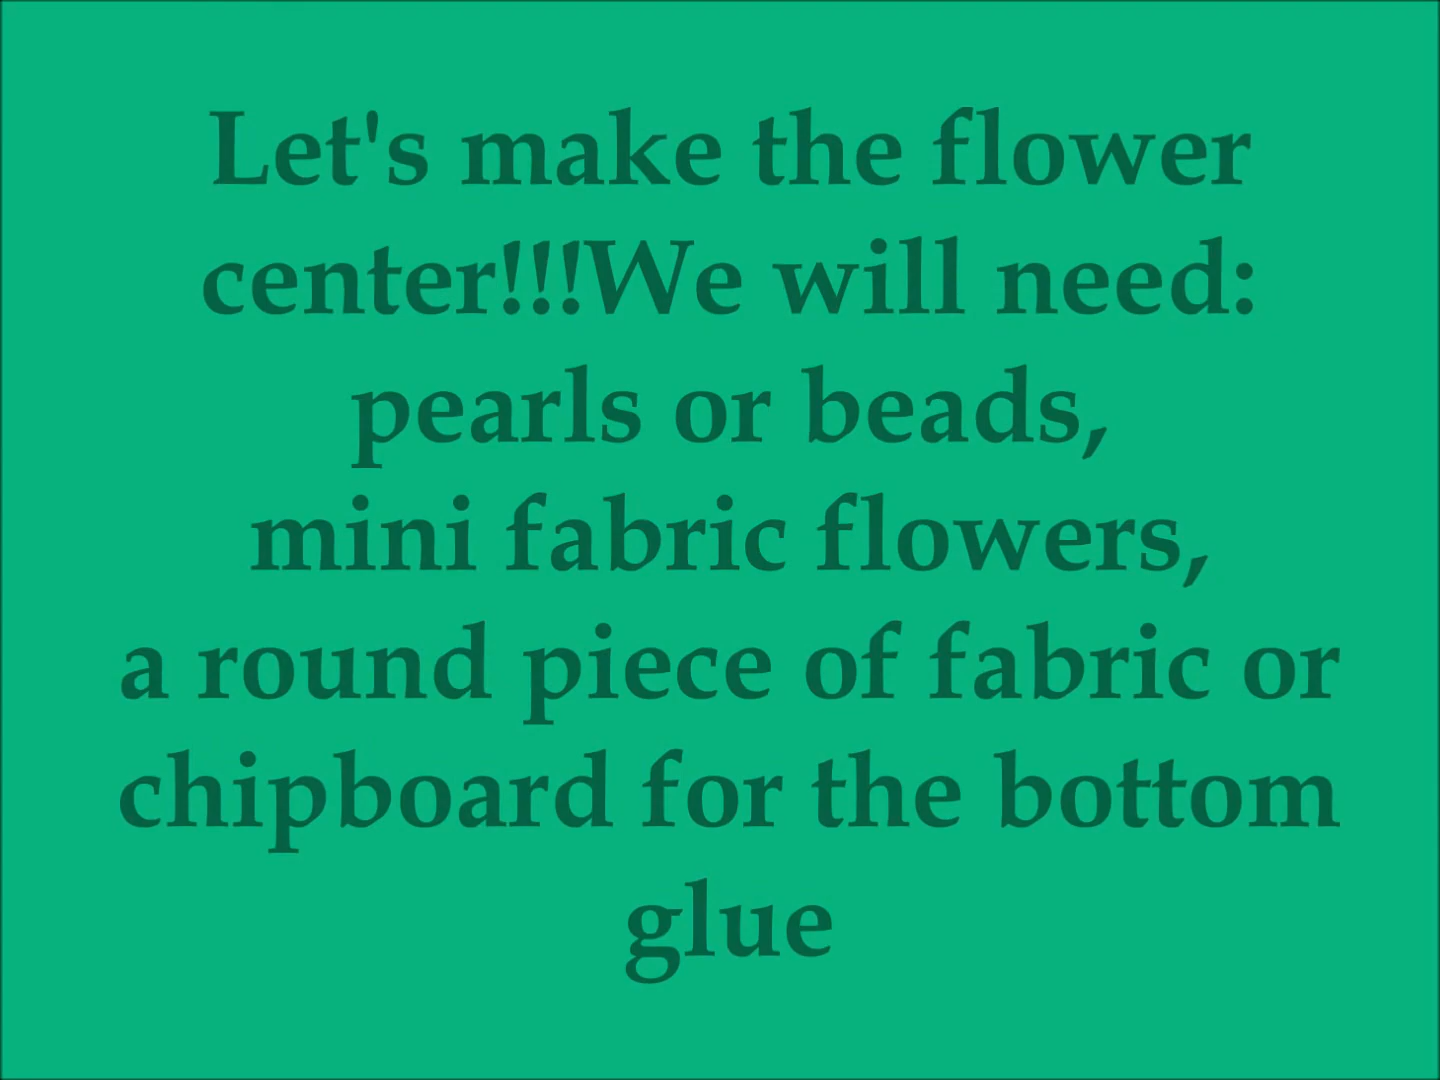 Let's make the flower
center!!!We will need:
pearls or beads,
mini fabric flowers,
a round piece of fabric or
chipboard for the bottom
glue